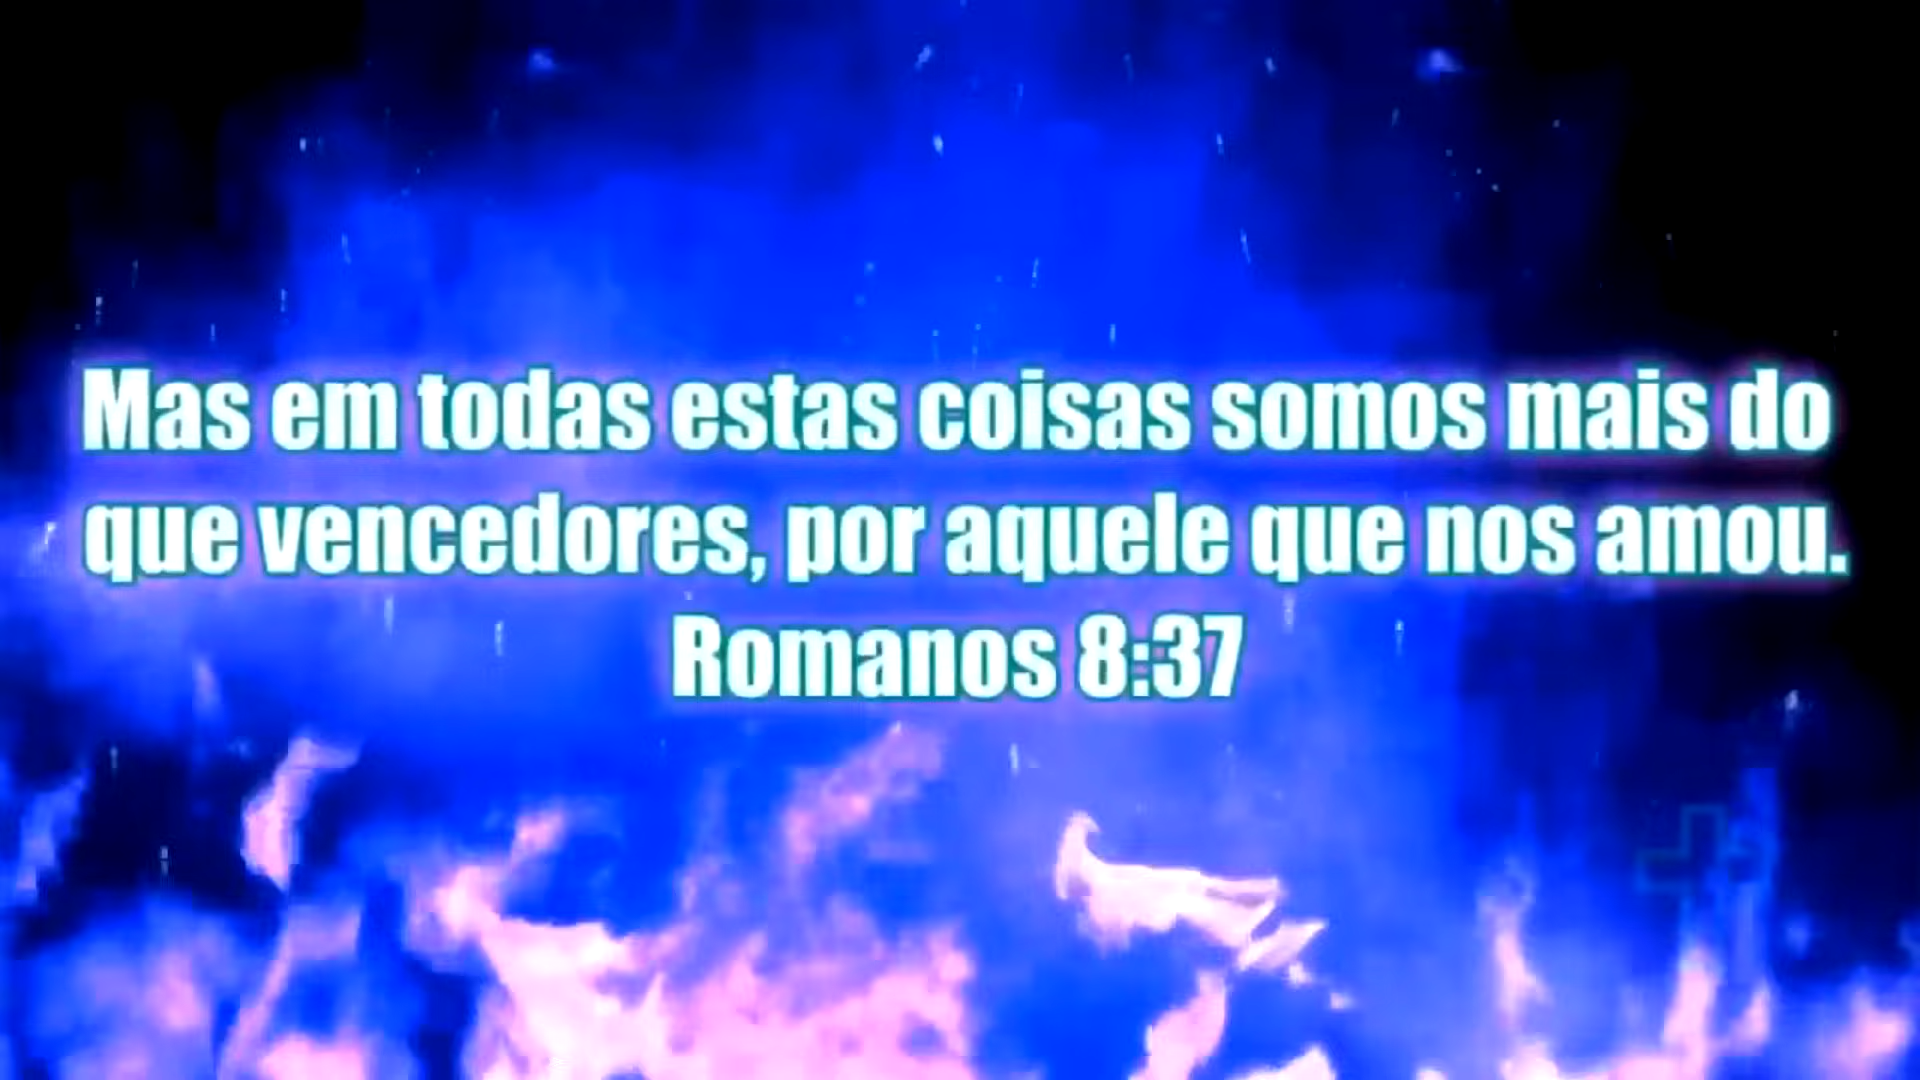 Mas em todas estas coisas somos mais do
que vencedores, por aquele que nos amou.
Romanos 8:37